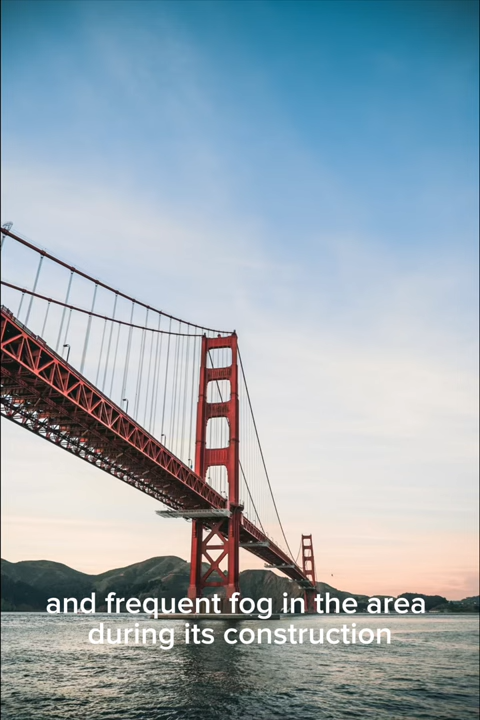 and frequent fog in the area
during its construction